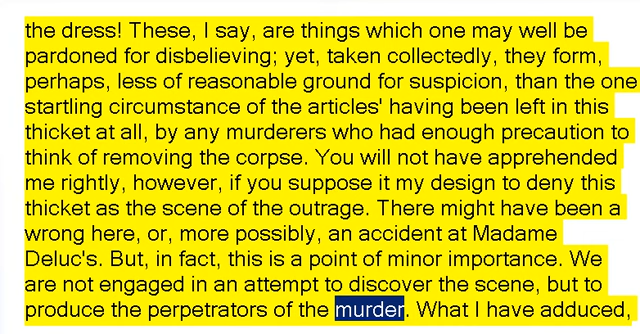 the dress! These, I say, are things which one may well be
pardoned for disbelieving; yet, taken collectively, they form,
perhaps, less of reasonable ground for suspicion, than the one
startling circumstance of the articles' having been left in this
thicket at all, by any murderers who had enough precaution to
think of removing the corpse. You will not have apprehended
me rightly, however, if you suppose it my design to deny this
thicket as the scene of the outrage. There might have been a
wrong here, or, more possibly, an accident at Madame
Deluc's. But, in fact, this is a point of minor importance. We
are not engaged in an attempt to discover the scene, but to
produce the perpetrators of the murder. What I have adduced,